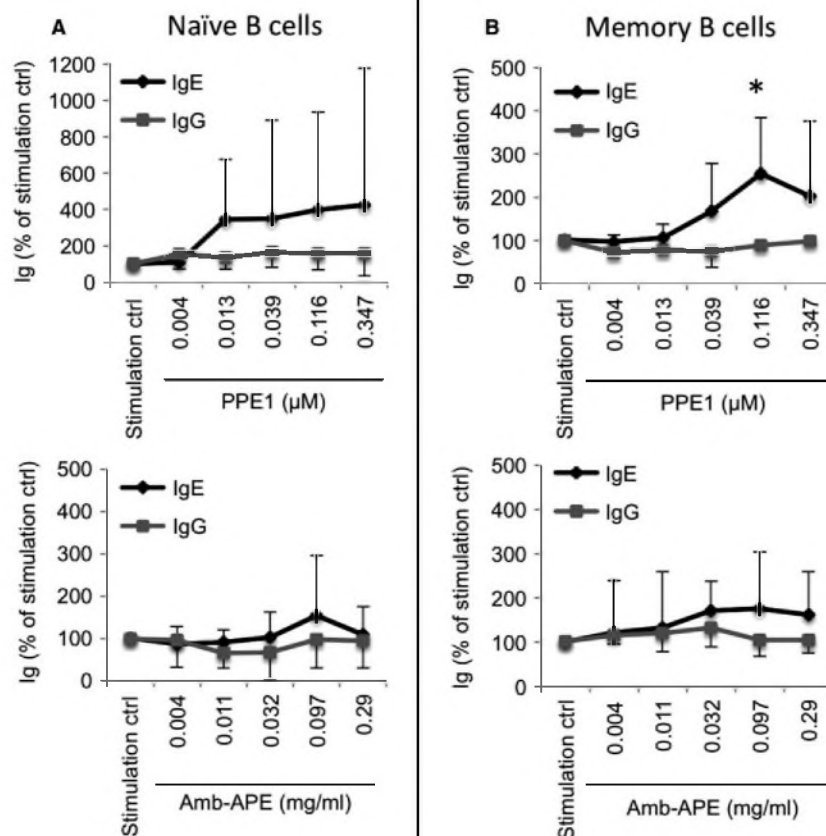 A
Naïve B cells
Ig (% of stimulation ctrl)
1200
1000
800
600
400
200
0
IgE
IgG
Stimulation ctrl
0.004
0.013
0.039
0.116
0.347
PPE1 (µM)
Ig (% of stimulation ctrl)
500
400
300
200
100
0
IgE
IgG
Stimulation ctrl
0.004
0.011
0.032
0.097
0.29
Amb-APE (mg/ml)
B
Memory B cells
Ig (% of stimulation ctrl)
500
400
300
200
100
0
IgE
IgG
*
Stimulation ctrl
0.004
0.013
0.039
0.116
0.347
PPE1 (µM)
Ig (% of stimulation ctrl)
500
400
300
200
100
0
IgE
IgG
Stimulation ctrl
0.004
0.011
0.032
0.097
0.29
Amb-APE (mg/ml)